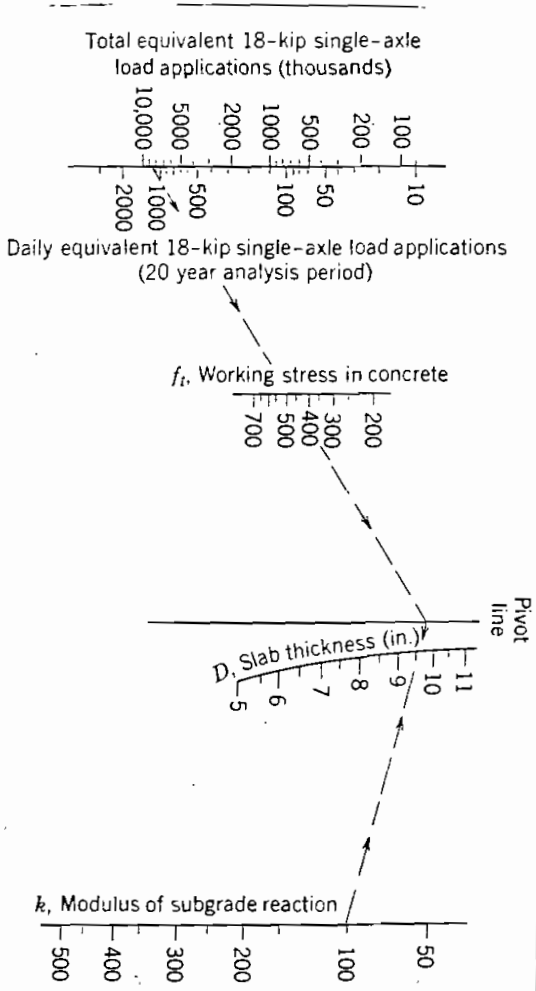 Total equivalent 18-kip single-axle
load applications (thousands)
10,000 5000 2000 1000 500 200 100
2000 1000 500 100 50 10
Daily equivalent 18-kip single-axle load applications
(20 year analysis period)
ft, Working stress in concrete
700 500 400 300 200
Pivot
line
D, Slab thickness (in.)
5 6 7 8 9 10 11
k, Modulus of subgrade reaction
500 400 300 200 100 50